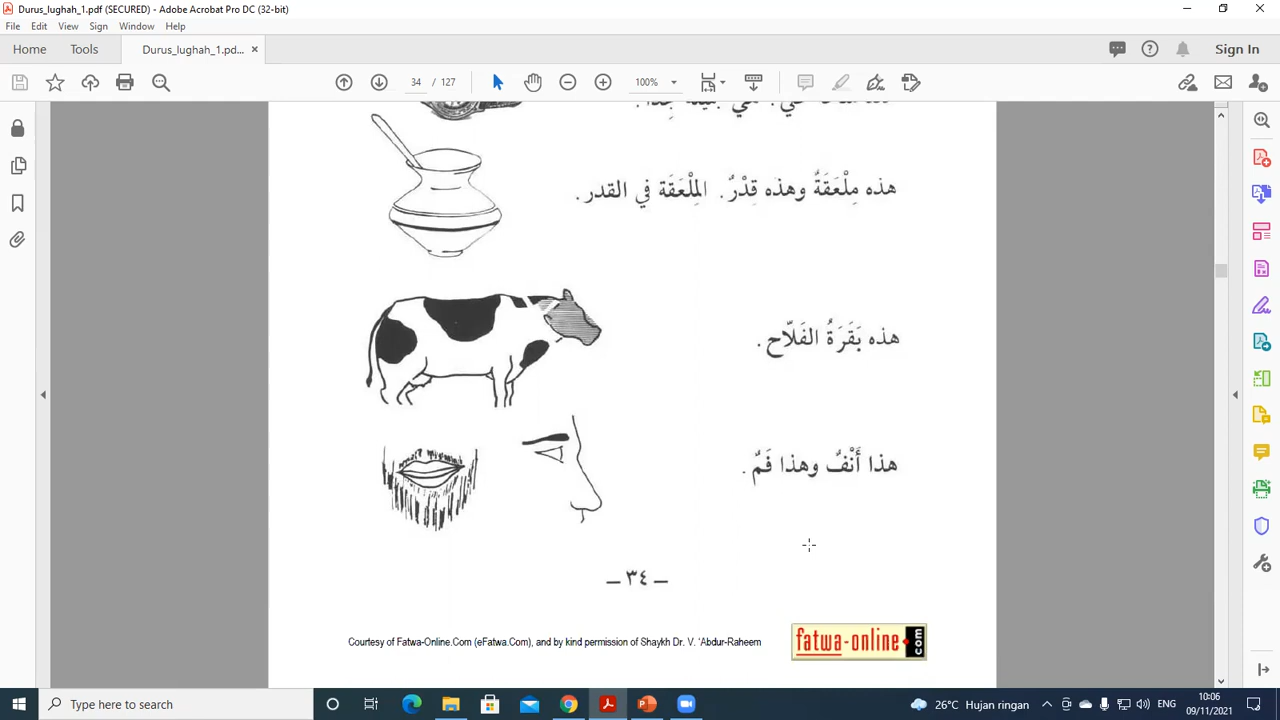 Durus_lughah_1.pdf (SECURED) - Adobe Acrobat Pro DC (32-bit)
File Edit View Sign Window Help
Home Tools Durus_lughah_1.pd... × Sign In
34 / 127 100%
هذه مِلْعَقَةٌ وهذه قِدْرٌ. المِلْعَقَة في القدر.
هذه بَقَرَةُ الفَلّاح.
هذا أَنْفٌ وهذا فَمٌ.
– ٣٤ –
Courtesy of Fatwa-Online.Com (eFatwa.Com), and by kind permission of Shaykh Dr. V. ‘Abdur-Raheem
fatwa-online.com
Type here to search
26°C Hujan ringan ENG 10:06
09/11/2021